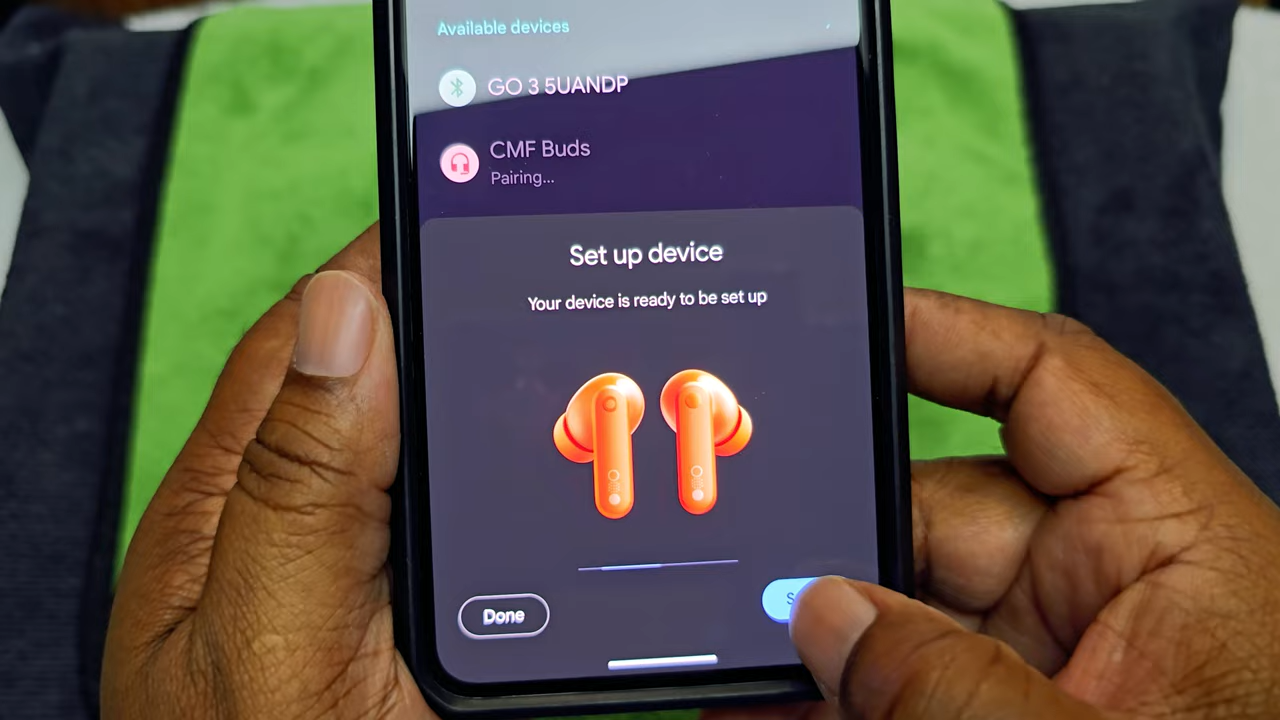 Available devices
GO 3 5UANDP
CMF Buds
Pairing...
Set up device
Your device is ready to be set up
Done